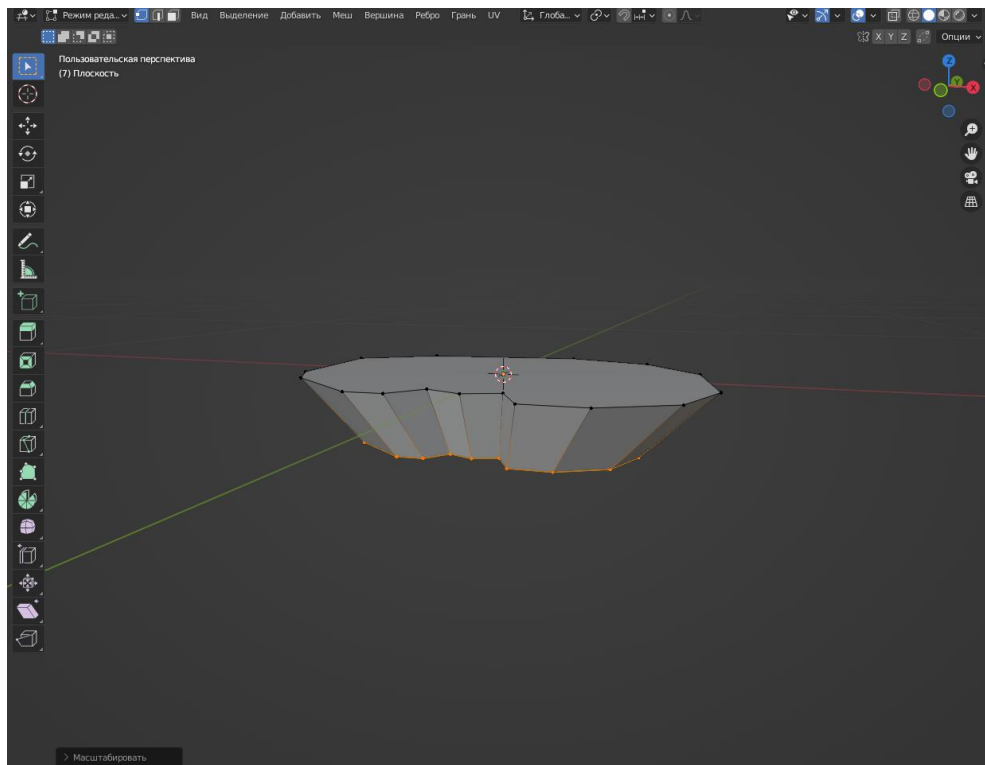 Режим реда... Вид Выделение Добавить Меш Вершина Ребро Грань UV Глоба...
X Y Z Опции
Пользовательская перспектива
(7) Плоскость
Z
Y
X
> Масштабировать